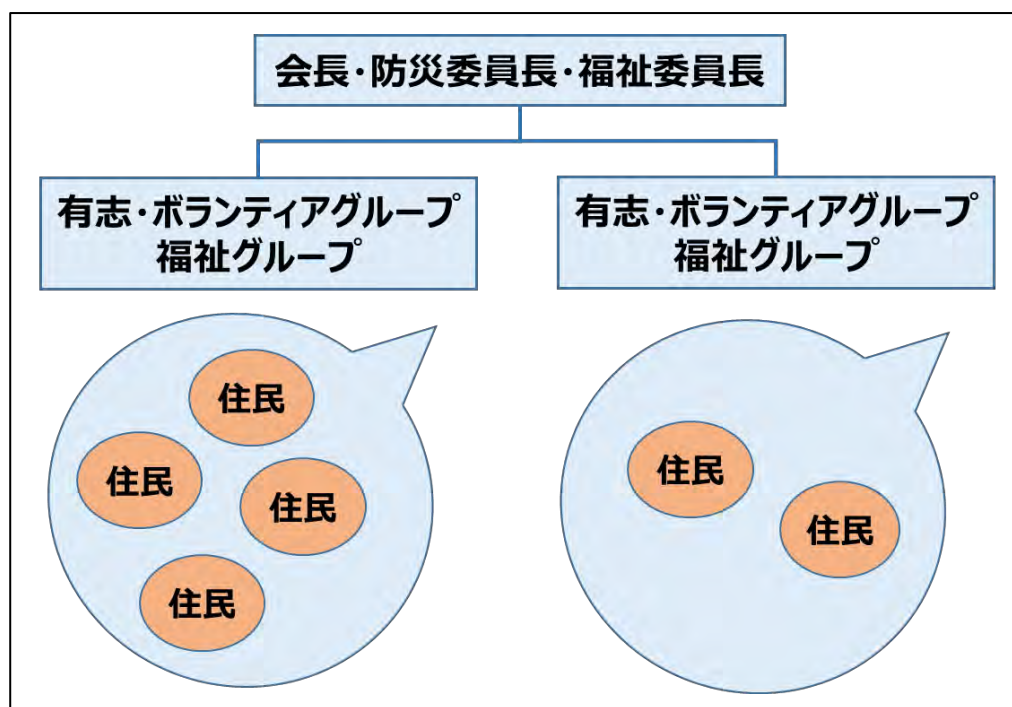 会長・防災委員長・福祉委員長
有志・ボランティアグループ
福祉グループ
有志・ボランティアグループ
福祉グループ
住民
住民
住民
住民
住民
住民